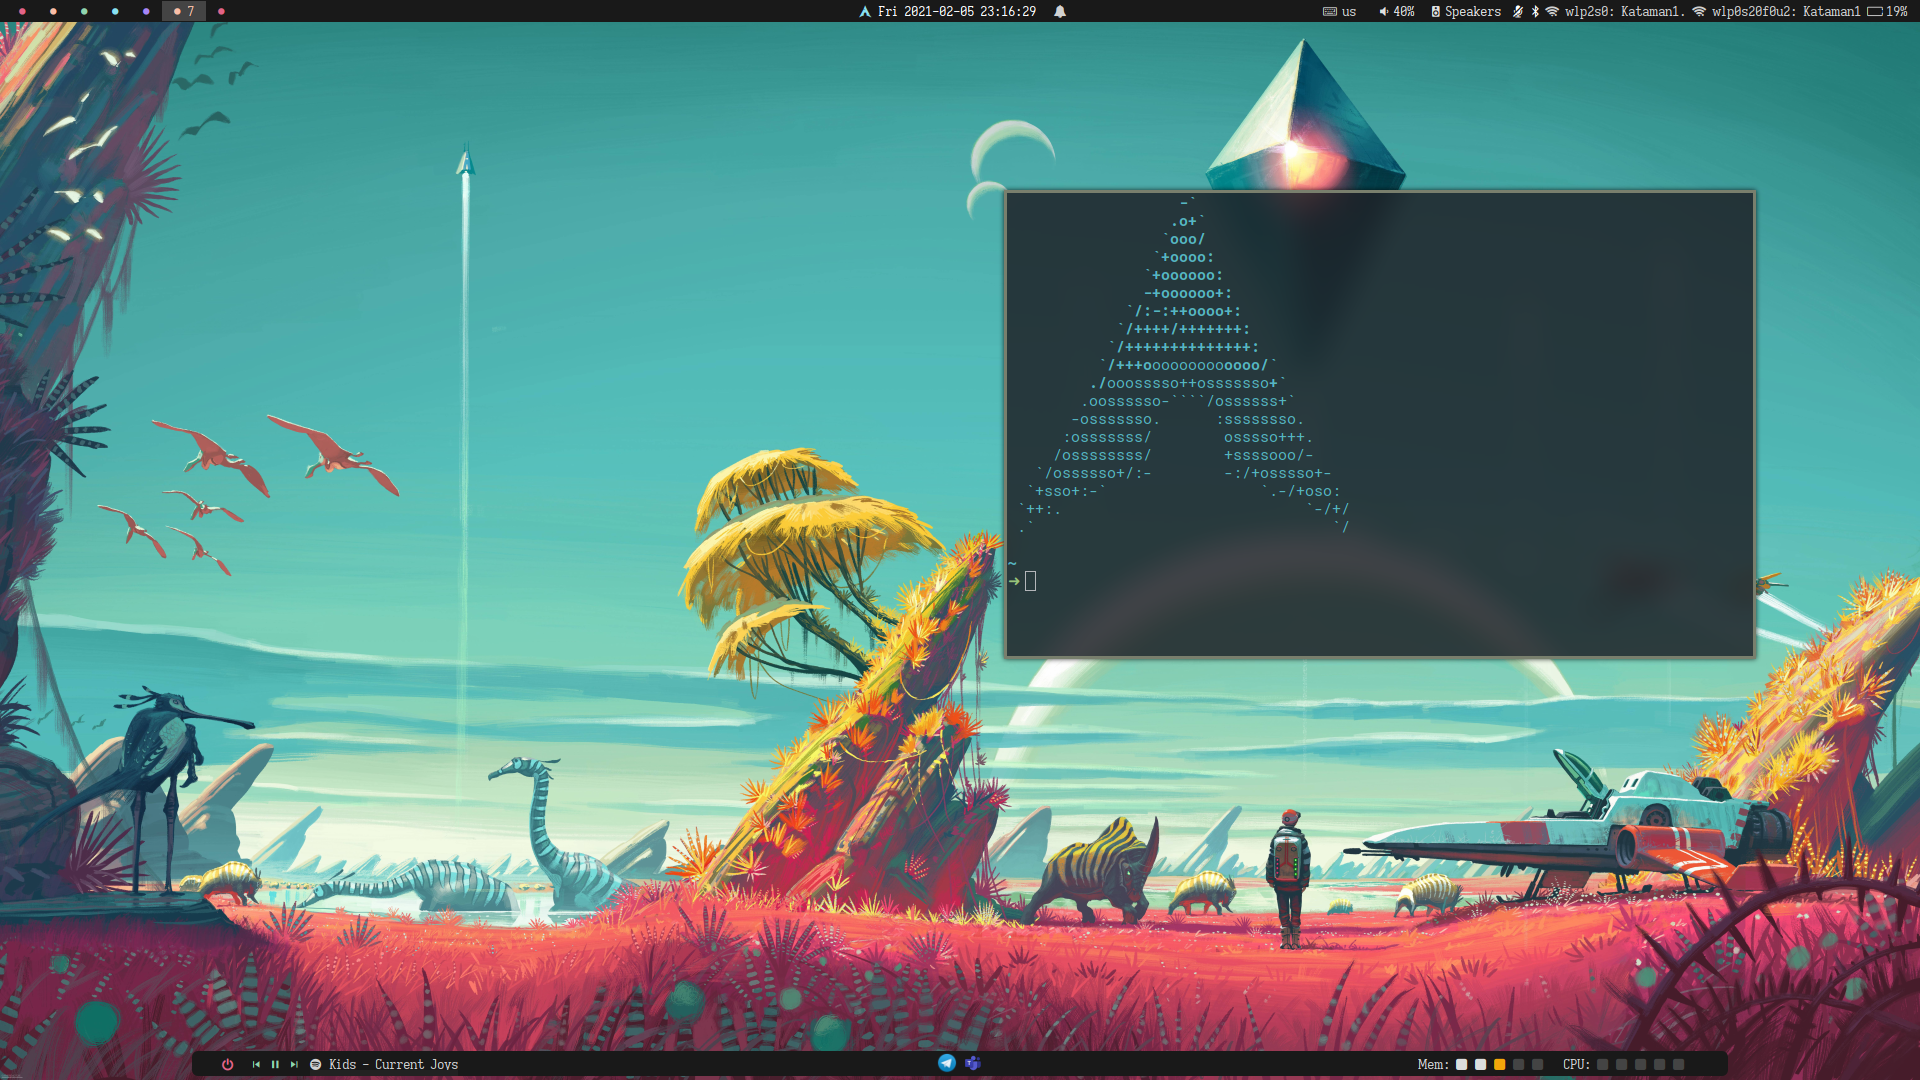 7
Fri 2021-02-05 23:16:29
us 40% Speakers wlp2s0: Kataman1. wlp0s20f0u2: Kataman1 19%
-`
.o+`
`ooo/
`+oooo:
`+oooooo:
-+oooooo+:
`/:-:++oooo+:
`/++++/+++++++:
`/++++++++++++++:
`/+++ooooooooooooo/`
./ooosssso++osssssso+`
.oossssso-````/ossssss+`
-osssssso.      :ssssssso.
:osssssss/        osssso+++.
/ossssssss/        +ssssooo/-
`/ossssso+/:-        -:/+osssso+-
`+sso+:-`                 `.-/+oso:
`++:.                           `-/+/
.`                                 `/
~
➜
Kids – Current Joys
Mem: CPU: